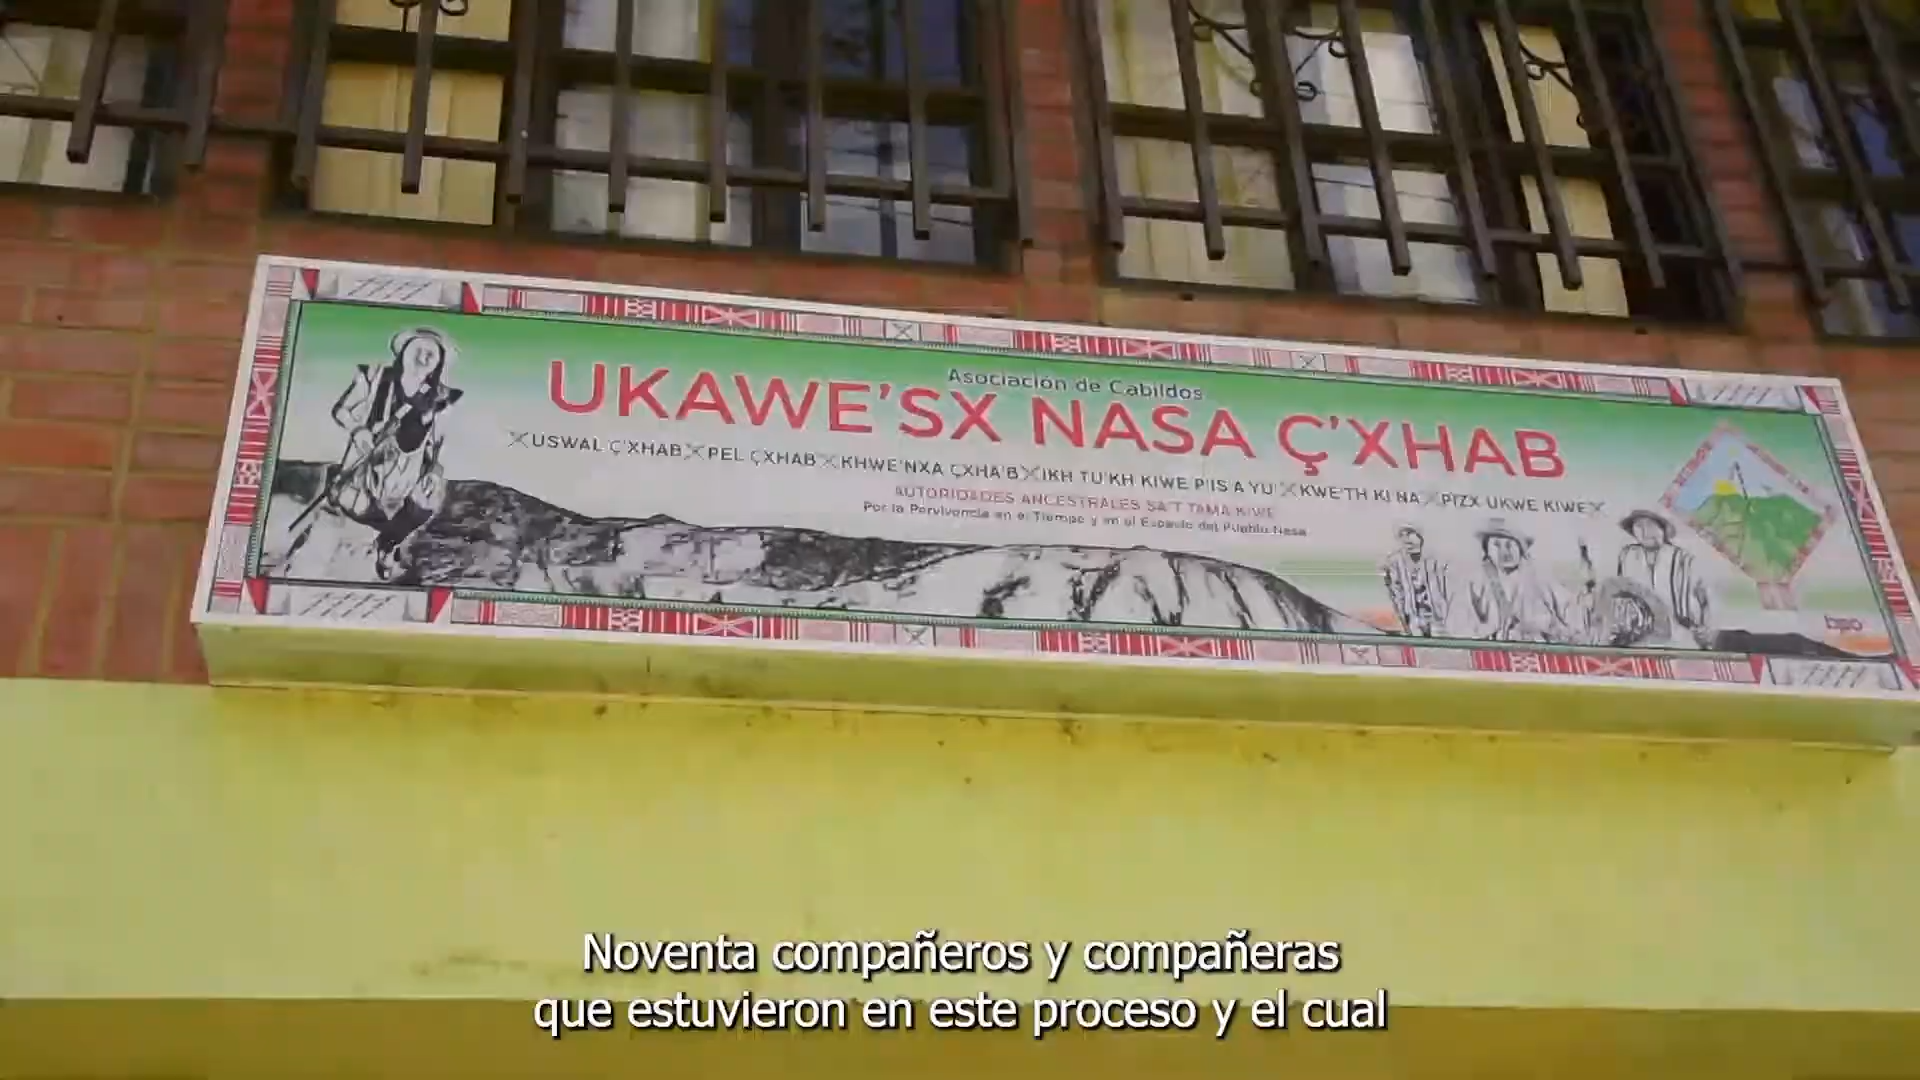 Asociación de Cabildos
UKAWE'SX NASA Ç'XHAB
USWAL Ç'XHAB PEL ÇXHAB KHWE'NXA ÇXHA'B IKH TU'KH KIWE P'IS A YU' KWE'TH KI NA PIZX UKWE KIWE
AUTORIDADES ANCESTRALES SA'T TAMA KIWE
Por la Pervivencia en el Tiempo y en el Espacio del Pueblo Nasa
Noventa compañeros y compañeras
que estuvieron en este proceso y el cual